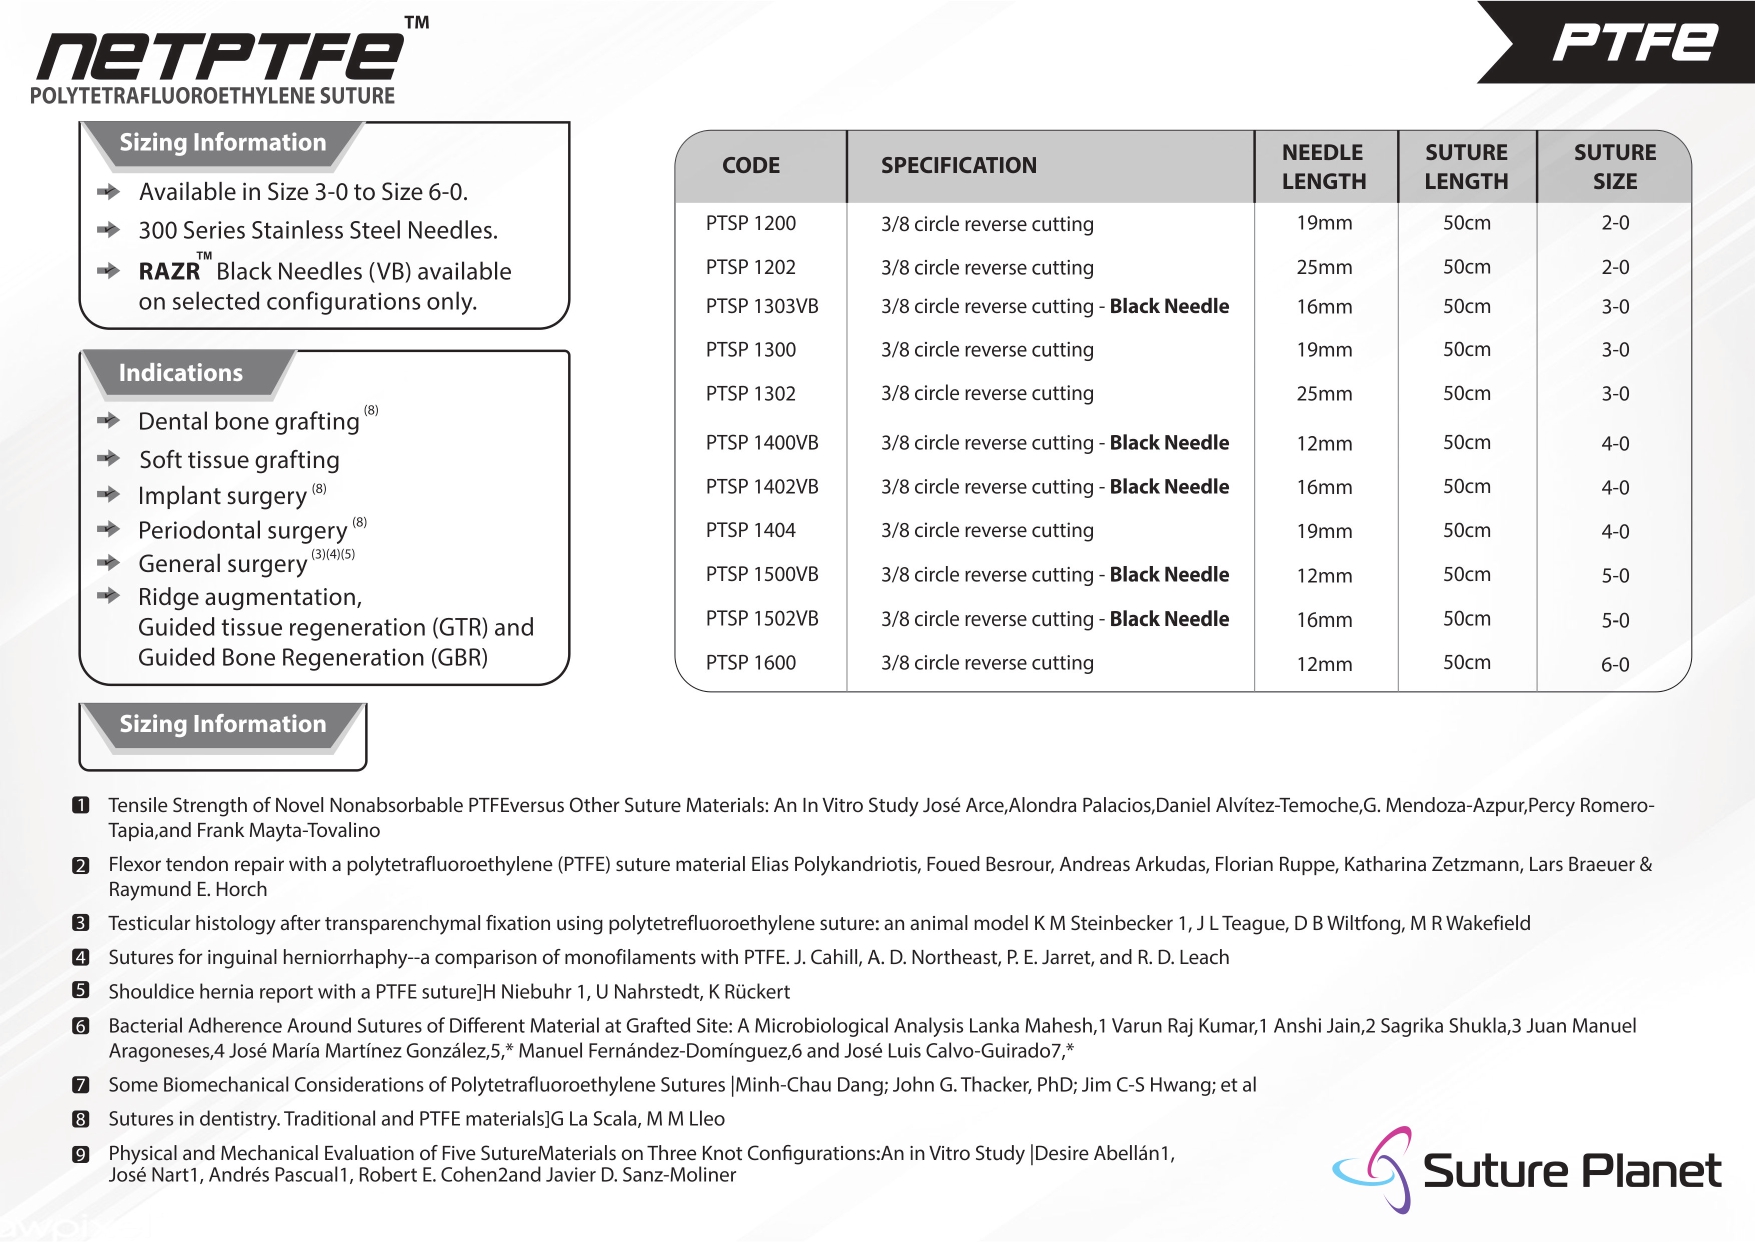 NETPTFE™
POLYTETRAFLUOROETHYLENE SUTURE
PTFE
Sizing Information
Available in Size 3-0 to Size 6-0.
300 Series Stainless Steel Needles.
RAZR™ Black Needles (VB) available
on selected configurations only.
Indications
Dental bone grafting (8)
Soft tissue grafting
Implant surgery (8)
Periodontal surgery (8)
General surgery (3)(4)(5)
Ridge augmentation,
Guided tissue regeneration (GTR) and
Guided Bone Regeneration (GBR)
CODE SPECIFICATION NEEDLE LENGTH SUTURE LENGTH SUTURE SIZE
PTSP 1200 3/8 circle reverse cutting 19mm 50cm 2-0
PTSP 1202 3/8 circle reverse cutting 25mm 50cm 2-0
PTSP 1303VB 3/8 circle reverse cutting - Black Needle 16mm 50cm 3-0
PTSP 1300 3/8 circle reverse cutting 19mm 50cm 3-0
PTSP 1302 3/8 circle reverse cutting 25mm 50cm 3-0
PTSP 1400VB 3/8 circle reverse cutting - Black Needle 12mm 50cm 4-0
PTSP 1402VB 3/8 circle reverse cutting - Black Needle 16mm 50cm 4-0
PTSP 1404 3/8 circle reverse cutting 19mm 50cm 4-0
PTSP 1500VB 3/8 circle reverse cutting - Black Needle 12mm 50cm 5-0
PTSP 1502VB 3/8 circle reverse cutting - Black Needle 16mm 50cm 5-0
PTSP 1600 3/8 circle reverse cutting 12mm 50cm 6-0
Sizing Information
1 Tensile Strength of Novel Nonabsorbable PTFEversus Other Suture Materials: An In Vitro Study José Arce,Alondra Palacios,Daniel Alvítez-Temoche,G. Mendoza-Azpur,Percy Romero-
Tapia,and Frank Mayta-Tovalino
2 Flexor tendon repair with a polytetrafluoroethylene (PTFE) suture material Elias Polykandriotis, Foued Besrour, Andreas Arkudas, Florian Ruppe, Katharina Zetzmann, Lars Braeuer &
Raymund E. Horch
3 Testicular histology after transparenchymal fixation using polytetrefluoroethylene suture: an animal model K M Steinbecker 1, J L Teague, D B Wiltfong, M R Wakefield
4 Sutures for inguinal herniorrhaphy--a comparison of monofilaments with PTFE. J. Cahill, A. D. Northeast, P. E. Jarret, and R. D. Leach
5 Shouldice hernia report with a PTFE suture]H Niebuhr 1, U Nahrstedt, K Rückert
6 Bacterial Adherence Around Sutures of Different Material at Grafted Site: A Microbiological Analysis Lanka Mahesh,1 Varun Raj Kumar,1 Anshi Jain,2 Sagrika Shukla,3 Juan Manuel
Aragoneses,4 José María Martínez González,5,* Manuel Fernández-Domínguez,6 and José Luis Calvo-Guirado7,*
7 Some Biomechanical Considerations of Polytetrafluoroethylene Sutures |Minh-Chau Dang; John G. Thacker, PhD; Jim C-S Hwang; et al
8 Sutures in dentistry. Traditional and PTFE materials]G La Scala, M M Lleo
9 Physical and Mechanical Evaluation of Five SutureMaterials on Three Knot Configurations:An in Vitro Study |Desire Abellán1,
José Nart1, Andrés Pascual1, Robert E. Cohen2and Javier D. Sanz-Moliner
Suture Planet